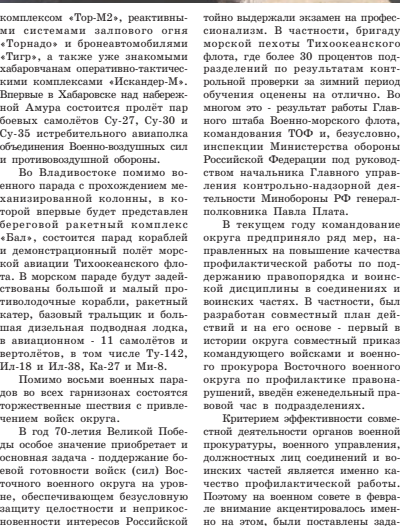 комплексом «Тор-М2», реактивны-
ми системами залпового огня
«Торнадо» и бронеавтомобилями
«Тигр», а также уже знакомыми
хабаровчанам оперативно-тактичес-
кими комплексами «Искандер-М».
Впервые в Хабаровске над набереж-
ной Амура состоится пролёт пар
боевых самолётов Су-27, Су-30 и
Су-35 истребительного авиаполка
объединения Военно-воздушных сил
и противовоздушной обороны.
Во Владивостоке помимо во-
енного парада с прохождением ме-
ханизированной колонны, в ко-
торой впервые будет представлен
береговой ракетный комплекс
«Бал», состоится парад кораблей
и демонстрационный полёт морс-
кой авиации Тихоокеанского фло-
та. В морском параде будут задей-
ствованы большой и малый про-
тиволодочные корабли, ракетный
катер, базовый тральщик и боль-
шая дизельная подводная лодка,
в авиационном - 11 самолётов и
вертолётов, в том числе Ту-142,
Ил-18 и Ил-38, Ка-27 и Ми-8.
Помимо восьми военных пара-
дов во всех гарнизонах состоятся
торжественные шествия с привле-
чением войск округа.
В год 70-летия Великой Побе-
ды особое значение приобретает и
основная задача - поддержание бо-
евой готовности войск (сил) Вос-
точного военного округа на уров-
не, обеспечивающем безусловную
защиту целостности и неприкос-
новенности интересов Российской
тойно выдержали экзамен на профес-
сионализм. В частности, бригаду
морской пехоты Тихоокеанского
флота, где более 30 процентов под-
разделений по результатам конт-
рольной проверки за зимний период
обучения оценены на отлично. Во
многом это - результат работы Глав-
ного штаба Военно-морского флота,
командования ТОФ и, безусловно,
инспекции Министерства обороны
Российской Федерации под руковод-
ством начальника Главного управ-
ления контрольно-надзорной дея-
тельности Минобороны РФ генерал-
полковника Павла Плата.
В текущем году командование
округа предприняло ряд мер, на-
правленных на повышение качества
профилактической работы по под-
держанию правопорядка и воинс-
кой дисциплины в соединениях и
воинских частях. В частности, был
разработан совместный план дей-
ствий и на его основе - первый в
истории округа совместный приказ
командующего войсками и военно-
го прокурора Восточного военного
округа по профилактике правона-
рушений, введён еженедельный пра-
вовой час в подразделениях.
Критерием эффективности совме-
стной деятельности органов военной
прокуратуры, военного управления,
должностных лиц соединений и во-
инских частей является именно ка-
чество профилактической работы.
Поэтому на военном совете в февра-
ле внимание акцентировалось имен-
но на этом, были поставлены зада-